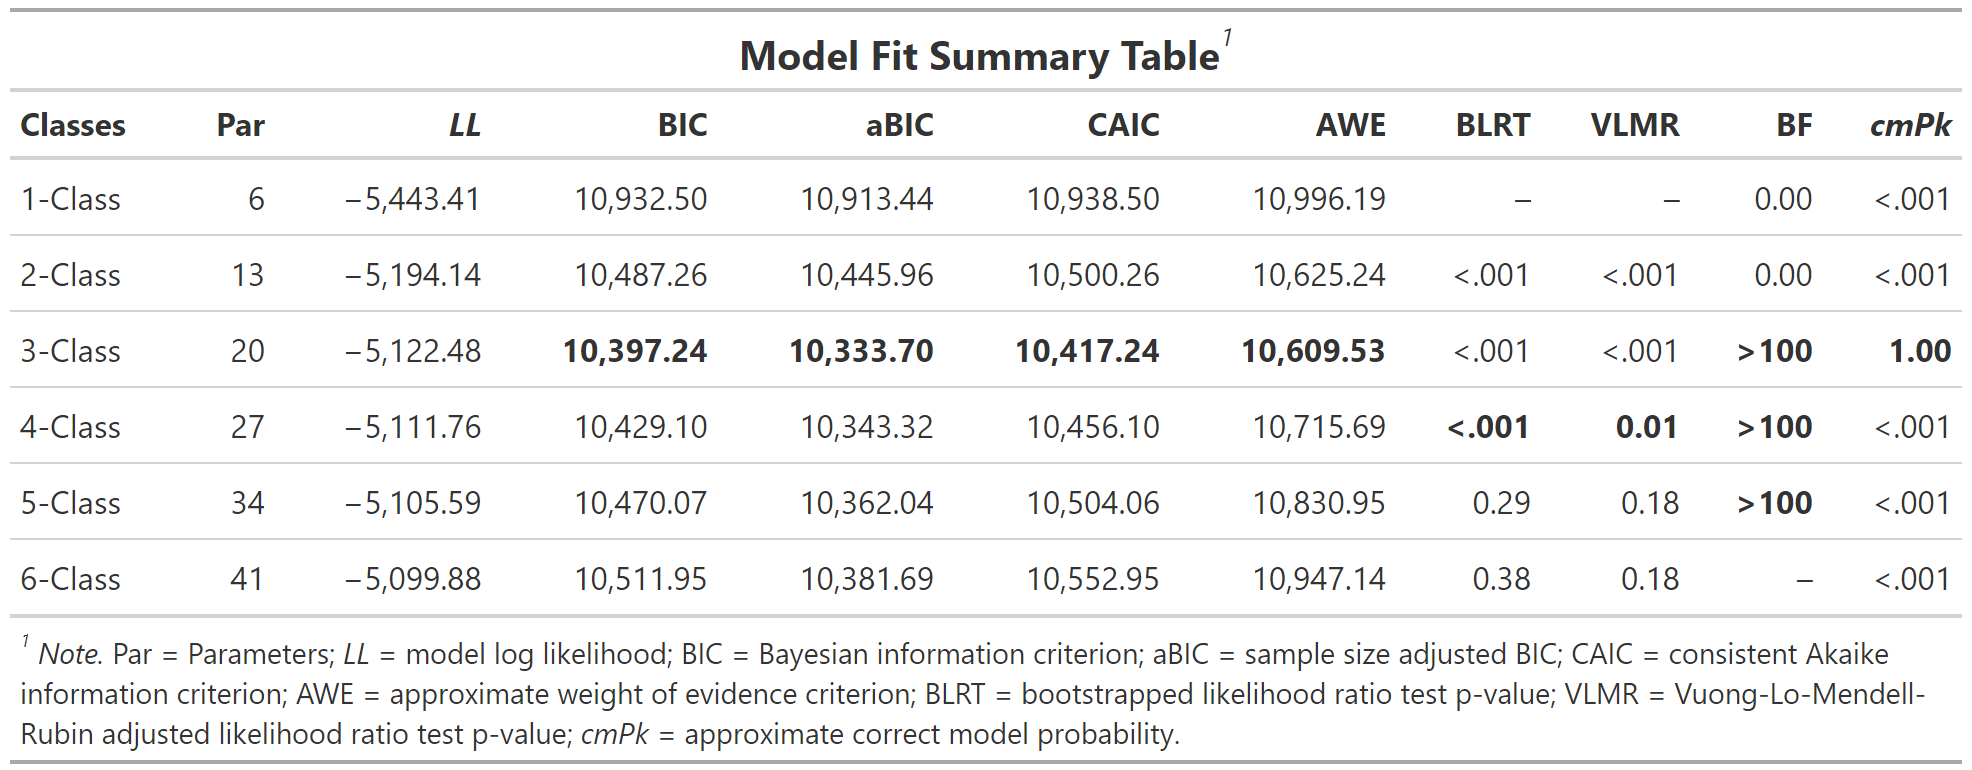 Model Fit Summary Table1
Classes Par LL BIC aBIC CAIC AWE BLRT VLMR BF cmPk
1-Class 6 −5,443.41 10,932.50 10,913.44 10,938.50 10,996.19 – – 0.00 <.001
2-Class 13 −5,194.14 10,487.26 10,445.96 10,500.26 10,625.24 <.001 <.001 0.00 <.001
3-Class 20 −5,122.48 10,397.24 10,333.70 10,417.24 10,609.53 <.001 <.001 >100 1.00
4-Class 27 −5,111.76 10,429.10 10,343.32 10,456.10 10,715.69 <.001 0.01 >100 <.001
5-Class 34 −5,105.59 10,470.07 10,362.04 10,504.06 10,830.95 0.29 0.18 >100 <.001
6-Class 41 −5,099.88 10,511.95 10,381.69 10,552.95 10,947.14 0.38 0.18 – <.001
1 Note. Par = Parameters; LL = model log likelihood; BIC = Bayesian information criterion; aBIC = sample size adjusted BIC; CAIC = consistent Akaike
information criterion; AWE = approximate weight of evidence criterion; BLRT = bootstrapped likelihood ratio test p-value; VLMR = Vuong-Lo-Mendell-
Rubin adjusted likelihood ratio test p-value; cmPk = approximate correct model probability.